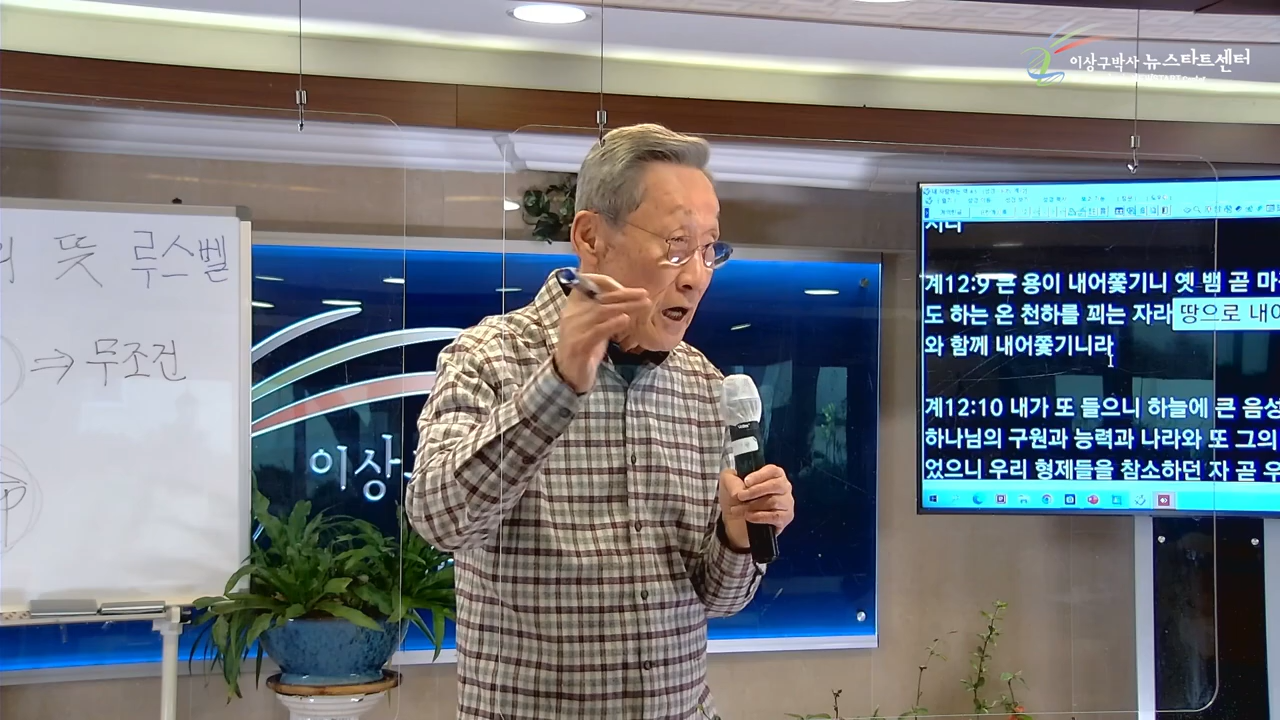 이상구박사 뉴스타트센터
의 뜻 루스벨
⇒ 무조건
이상
계12:9 큰 용이 내어쫓기니 옛 뱀 곧 마
도 하는 온 천하를 꾀는 자라 땅으로 내어
와 함께 내어쫓기니라
계12:10 내가 또 들으니 하늘에 큰 음성
하나님의 구원과 능력과 나라와 또 그의
었으니 우리 형제들을 참소하던 자 곧 우